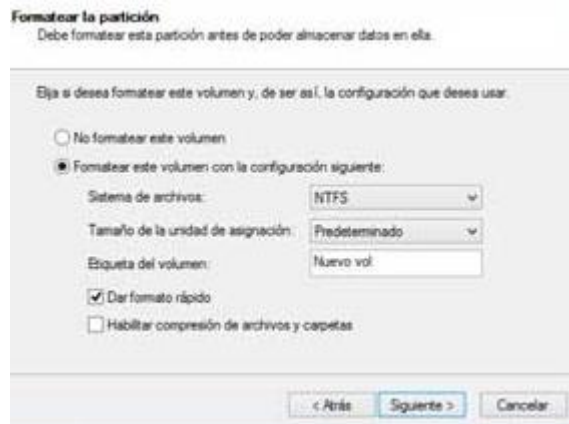 Formatear la partición
Debe formatear esta partición antes de poder almacenar datos en ella.
Elija si desea formatear este volumen y, de ser así, la configuración que desea usar.
No formatear este volumen
Formatear este volumen con la configuración siguiente:
Sistema de archivos: NTFS
Tamaño de la unidad de asignación: Predeterminado
Etiqueta del volumen: Nuevo vol
Dar formato rápido
Habilitar compresión de archivos y carpetas
< Atrás Siguiente > Cancelar